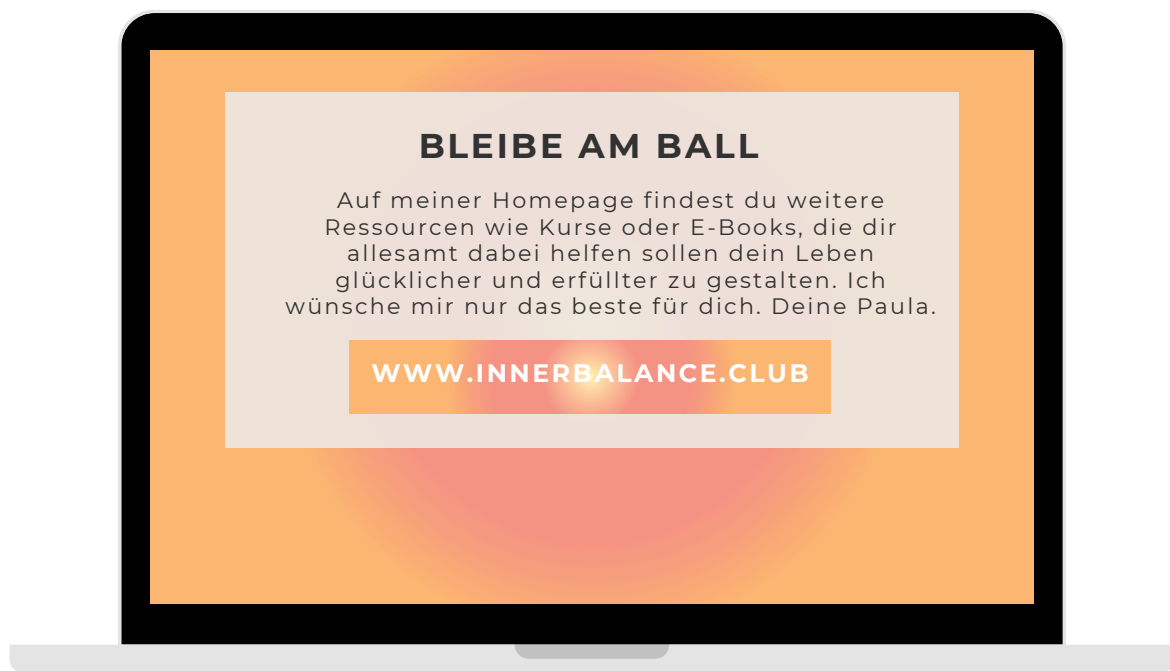 BLEIBE AM BALL
Auf meiner Homepage findest du weitere
Ressourcen wie Kurse oder E-Books, die dir
allesamt dabei helfen sollen dein Leben
glücklicher und erfüllter zu gestalten. Ich
wünsche mir nur das beste für dich. Deine Paula.
WWW.INNERBALANCE.CLUB